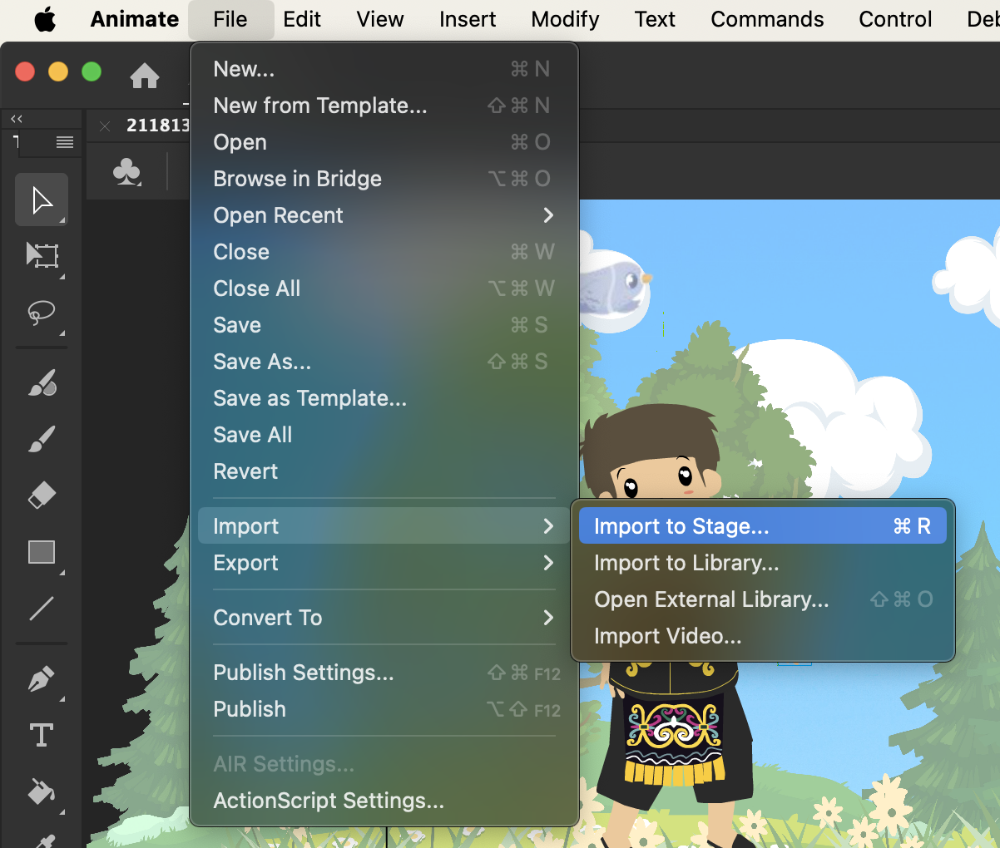 Animate File Edit View Insert Modify Text Commands Control
211813
New... ⌘ N
New from Template... ⇧ ⌘ N
Open ⌘ O
Browse in Bridge ⌥ ⌘ O
Open Recent
Close ⌘ W
Close All ⌥ ⌘ W
Save ⌘ S
Save As... ⇧ ⌘ S
Save as Template...
Save All
Revert
Import
Import to Stage... ⌘ R
Export
Import to Library...
Open External Library... ⇧ ⌘ O
Convert To
Import Video...
Publish Settings... ⇧ ⌘ F12
Publish ⌥ ⇧ F12
AIR Settings...
ActionScript Settings...